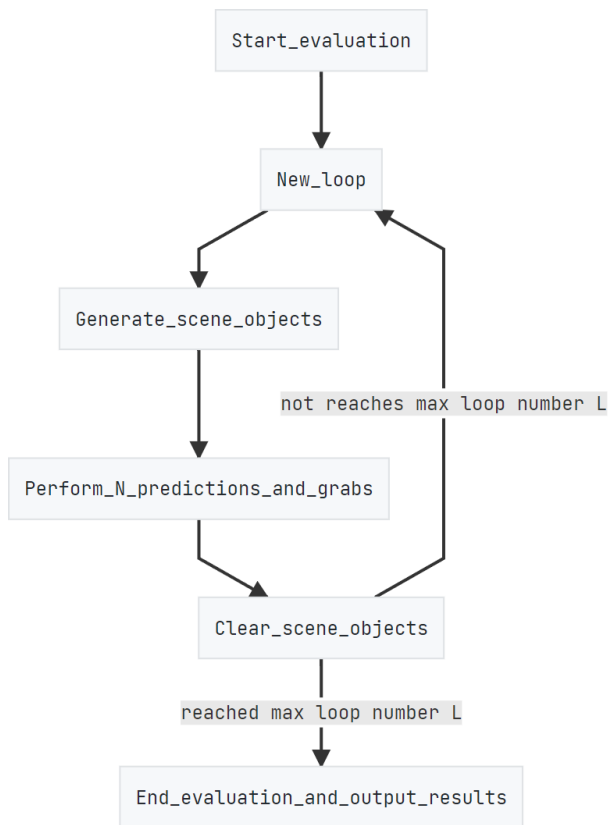 Start_evaluation
New_loop
Generate_scene_objects
not reaches max loop number L
Perform_N_predictions_and_grabs
Clear_scene_objects
reached max loop number L
End_evaluation_and_output_results